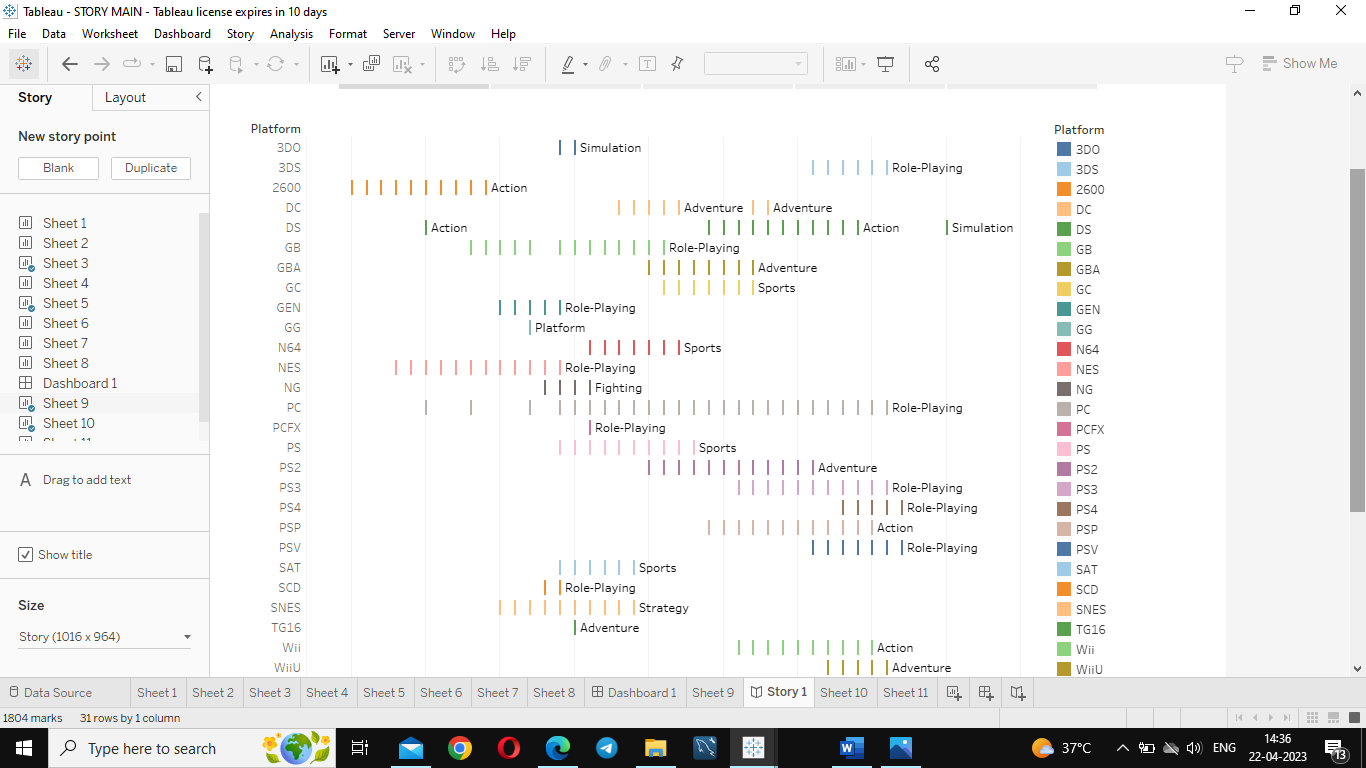 Tableau - STORY MAIN - Tableau license expires in 10 days
File Data Worksheet Dashboard Story Analysis Format Server Window Help
Show Me
Story Layout
New story point
Blank Duplicate
Sheet 1
Sheet 2
Sheet 3
Sheet 4
Sheet 5
Sheet 6
Sheet 7
Sheet 8
Dashboard 1
Sheet 9
Sheet 10
A Drag to add text
Show title
Size
Story (1016 x 964)
Platform
3DO Simulation
3DS Role-Playing
2600 Action
DC Adventure Adventure
DS Action Action Simulation
GB Role-Playing
GBA Adventure
GC Sports
GEN Role-Playing
GG Platform
N64 Sports
NES Role-Playing
NG Fighting
PC Role-Playing
PCFX Role-Playing
PS Sports
PS2 Adventure
PS3 Role-Playing
PS4 Role-Playing
PSP Action
PSV Role-Playing
SAT Sports
SCD Role-Playing
SNES Strategy
TG16 Adventure
Wii Action
WiiU Adventure
Platform
3DO
3DS
2600
DC
DS
GB
GBA
GC
GEN
GG
N64
NES
NG
PC
PCFX
PS
PS2
PS3
PS4
PSP
PSV
SAT
SCD
SNES
TG16
Wii
WiiU
Data Source Sheet 1 Sheet 2 Sheet 3 Sheet 4 Sheet 5 Sheet 6 Sheet 7 Sheet 8 Dashboard 1 Sheet 9 Story 1 Sheet 10 Sheet 11
1804 marks 31 rows by 1 column
Type here to search
37°C ENG
14:36
22-04-2023
13